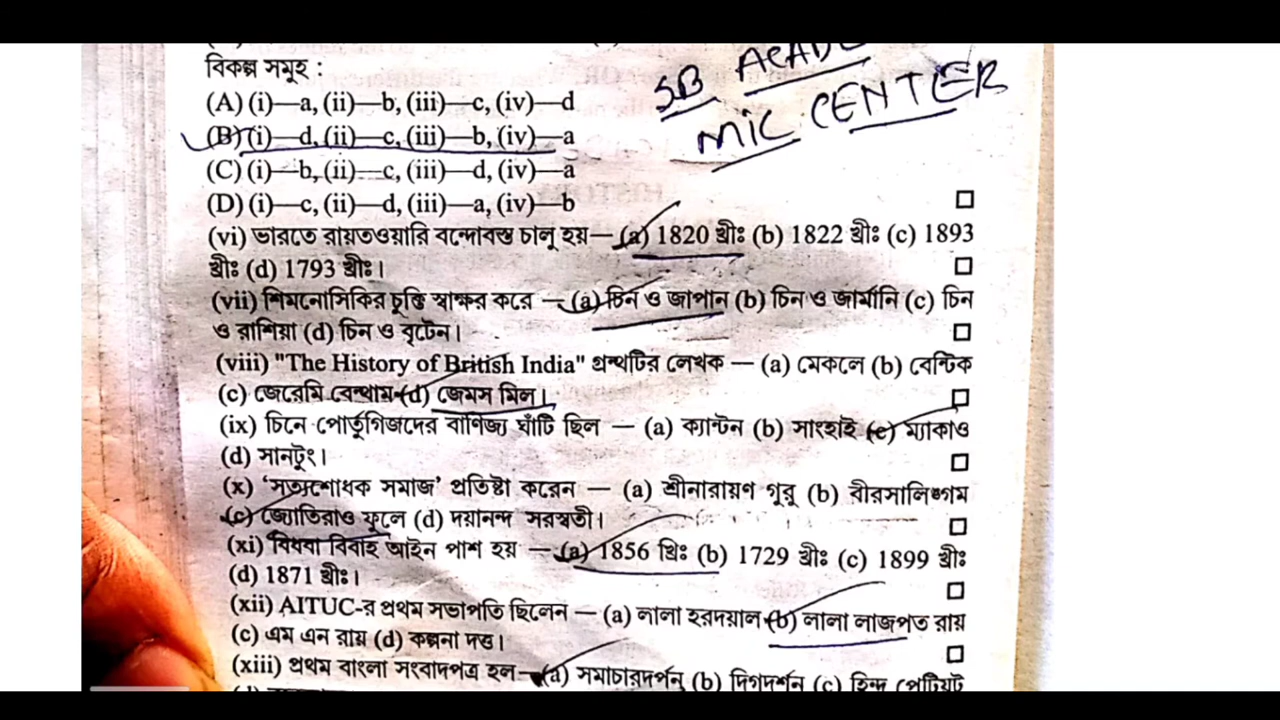 বিকল্প সমূহ :
SB ACADE
MIC CENTER
(A) (i)—a, (ii)—b, (iii)—c, (iv)—d
(B) (i)—d, (ii)—c, (iii)—b, (iv)—a
(C) (i)—b, (ii)—c, (iii)—d, (iv)—a
(D) (i)—c, (ii)—d, (iii)—a, (iv)—b
(vi) ভারতে রায়তওয়ারি বন্দোবস্ত চালু হয়— (a) 1820 খ্রীঃ (b) 1822 খ্রীঃ (c) 1893
খ্রীঃ (d) 1793 খ্রীঃ।
(vii) শিমনোসিকির চুক্তি স্বাক্ষর করে — (a) চিন ও জাপান (b) চিন ও জার্মানি (c) চিন
ও রাশিয়া (d) চিন ও বৃটেন।
(viii) "The History of British India" গ্রন্থটির লেখক — (a) মেকলে (b) বেন্টিক
(c) জেরেমি বেন্থাম (d) জেমস মিল।
(ix) চিনে পোর্তুগিজদের বাণিজ্য ঘাঁটি ছিল — (a) ক্যান্টন (b) সাংহাই (c) ম্যাকাও
(d) সানটুং।
(x) ‘সত্যশোধক সমাজ’ প্রতিষ্টা করেন — (a) শ্রীনারায়ণ গুরু (b) বীরসালিঙ্গম
(c) জ্যোতিরাও ফুলে (d) দয়ানন্দ সরস্বতী।
(xi) বিধবা বিবাহ আইন পাশ হয় — (a) 1856 খ্রিঃ (b) 1729 খ্রীঃ (c) 1899 খ্রীঃ
(d) 1871 খ্রীঃ।
(xii) AITUC-র প্রথম সভাপতি ছিলেন — (a) লালা হরদয়াল (b) লালা লাজপত রায়
(c) এম এন রায় (d) কল্পনা দত্ত।
(xiii) প্রথম বাংলা সংবাদপত্র হল— (a) সমাচারদর্পন (b) দিগদর্শন (c) হিন্দ পেট্রিয়ট